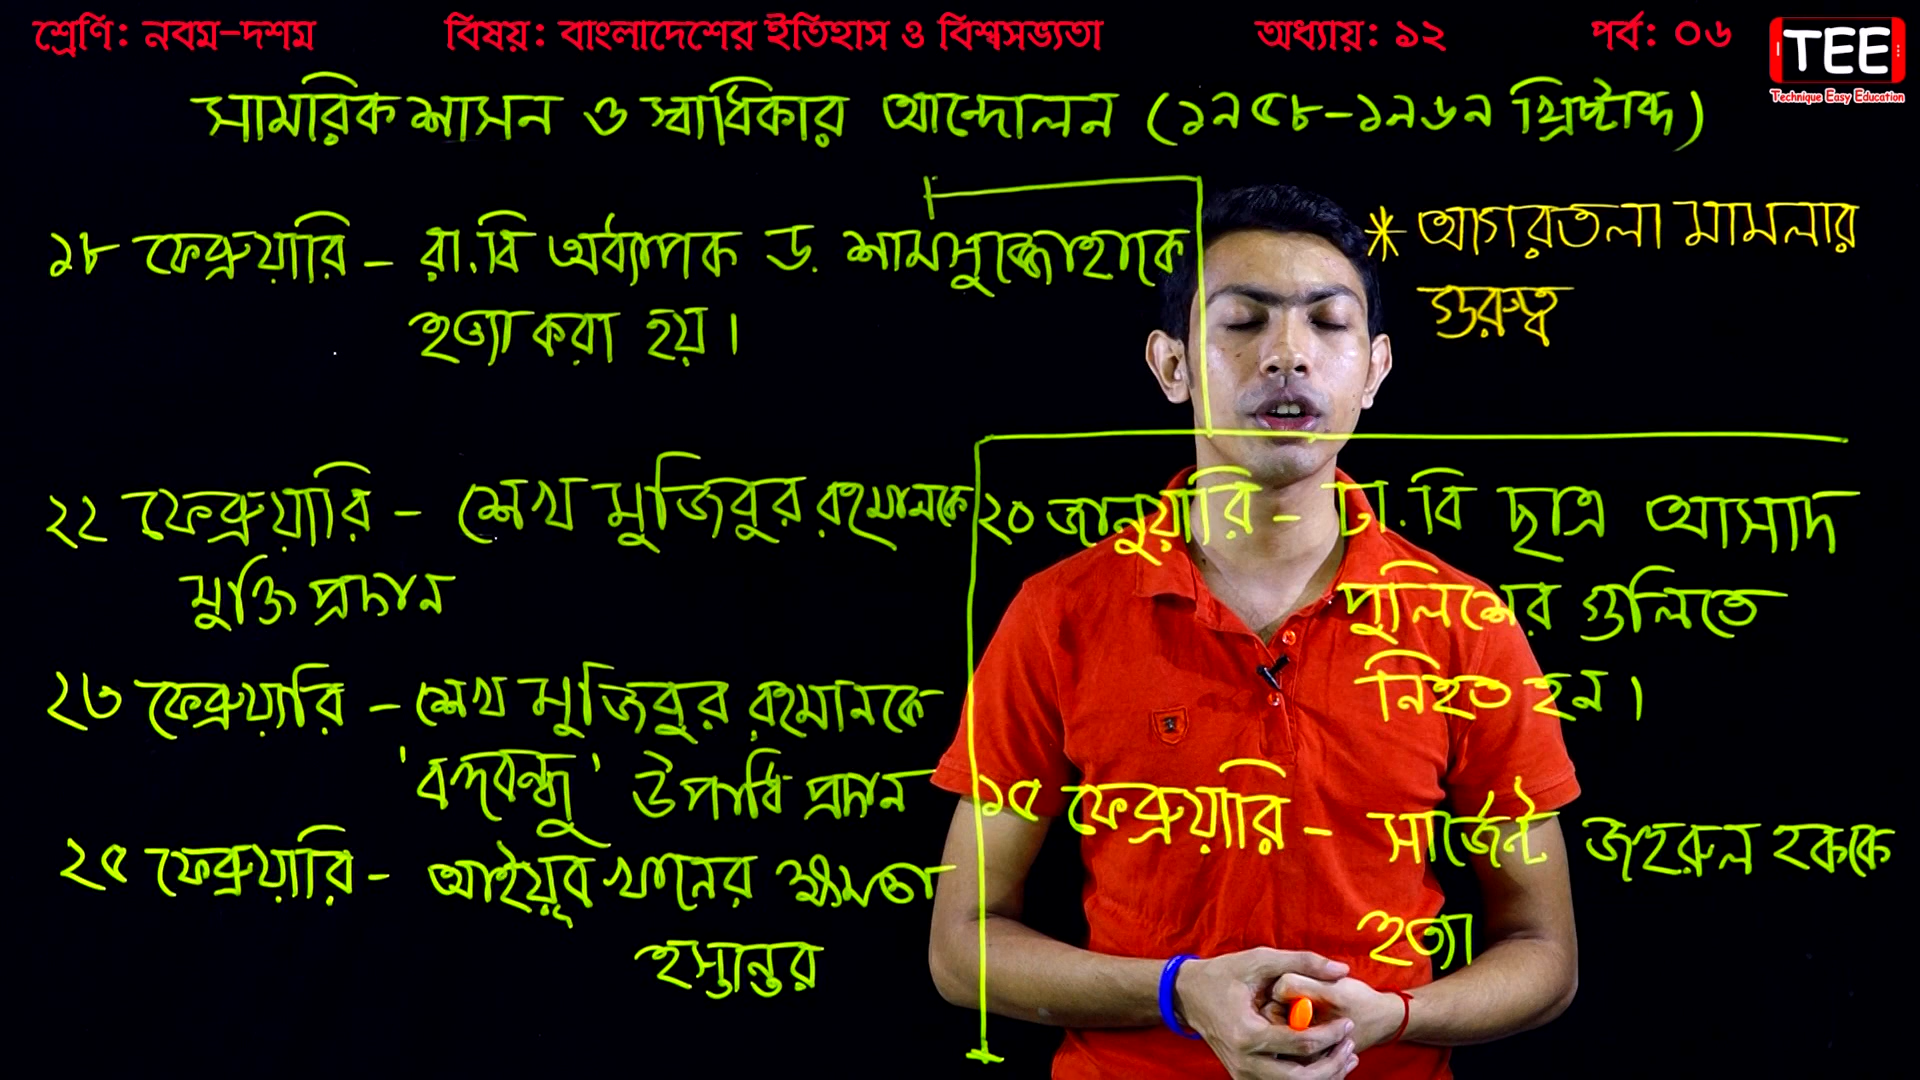 শ্রেণি: নবম-দশম
বিষয়: বাংলাদেশের ইতিহাস ও বিশ্বসভ্যতা
অধ্যায়: ১২
পর্ব: ০৬
TEE
Technique Easy Education
সামরিক শাসন ও স্বাধিকার আন্দোলন (১৯৫৮-১৯৬৯ খ্রিষ্টাব্দ)
১৮ ফেব্রুয়ারি - রা.বি অধ্যাপক ড. শামসুজ্জোহাকে
হত্যা করা হয়।
২২ ফেব্রুয়ারি - শেখ মুজিবুর রহমানকে
মুক্তি প্রদান
২৩ ফেব্রুয়ারি - শেখ মুজিবুর রহমানকে
'বঙ্গবন্ধু' উপাধি প্রদান
২৫ ফেব্রুয়ারি - আইয়ুব খানের ক্ষমতা
হস্তান্তর
* আগরতলা মামলার
গুরুত্ব
২০ জানুয়ারি - ঢা.বি ছাত্র আসাদ
পুলিশের গুলিতে
নিহত হন।
১৫ ফেব্রুয়ারি - সার্জেন্ট জহুরুল হককে
হত্যা